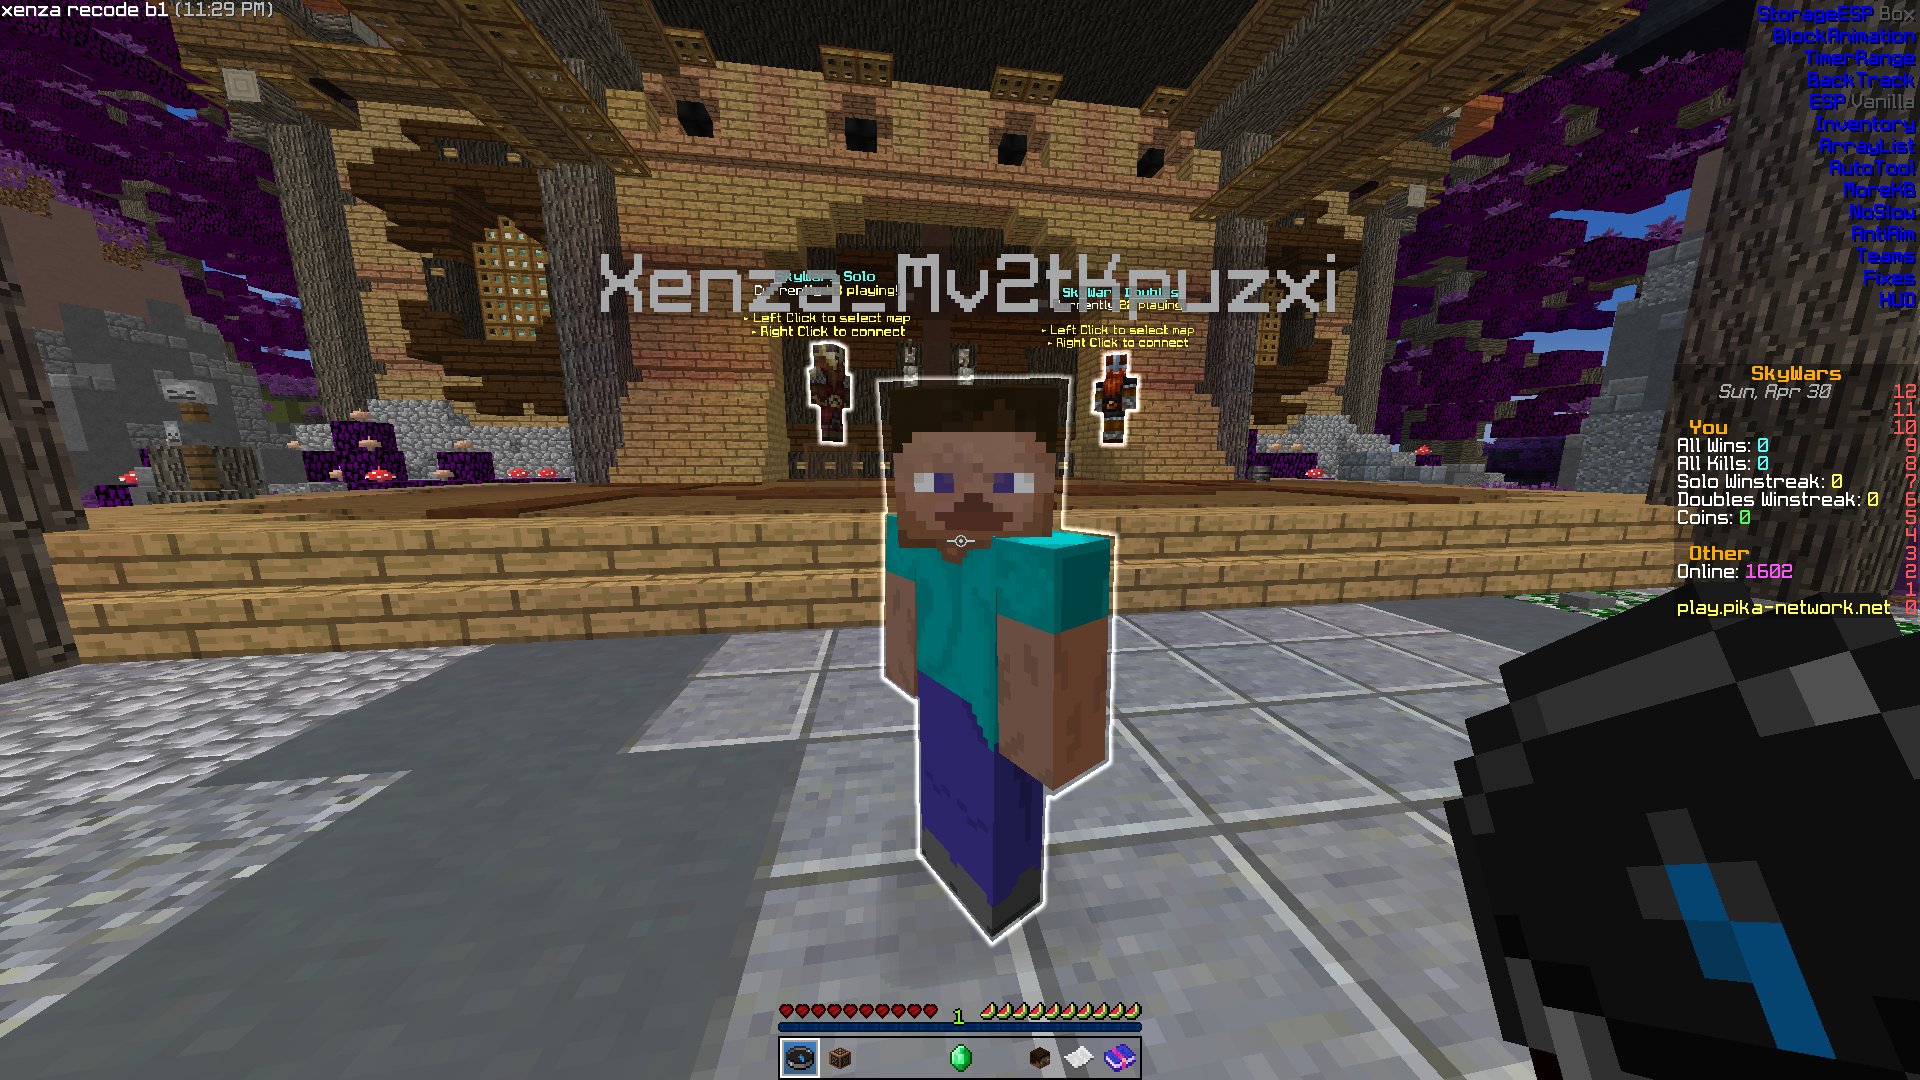 xenza recode b1 (11:29 PM)
StorageESP Box
BlockAnimation
TimerRange
BackTrack
ESP Vanilla
Inventory
ArrayList
AutoTool
MoreKB
NoSlow
AntiAim
Teams
Fixes
HUD
Xenza_Mv2tKpuzxi
SkyWars Solo
playing!
▸ Left Click to select map
▸ Right Click to connect
SkyWars Doubles
playing
▸ Left Click to select map
▸ Right Click to connect
SkyWars
Sun, Apr 30 12
11
You 10
All Wins: 0 9
All Kills: 0 8
Solo Winstreak: 0 7
Doubles Winstreak: 0 6
Coins: 0 5
4
Other 3
Online: 1602 2
1
play.pika-network.net 0
1